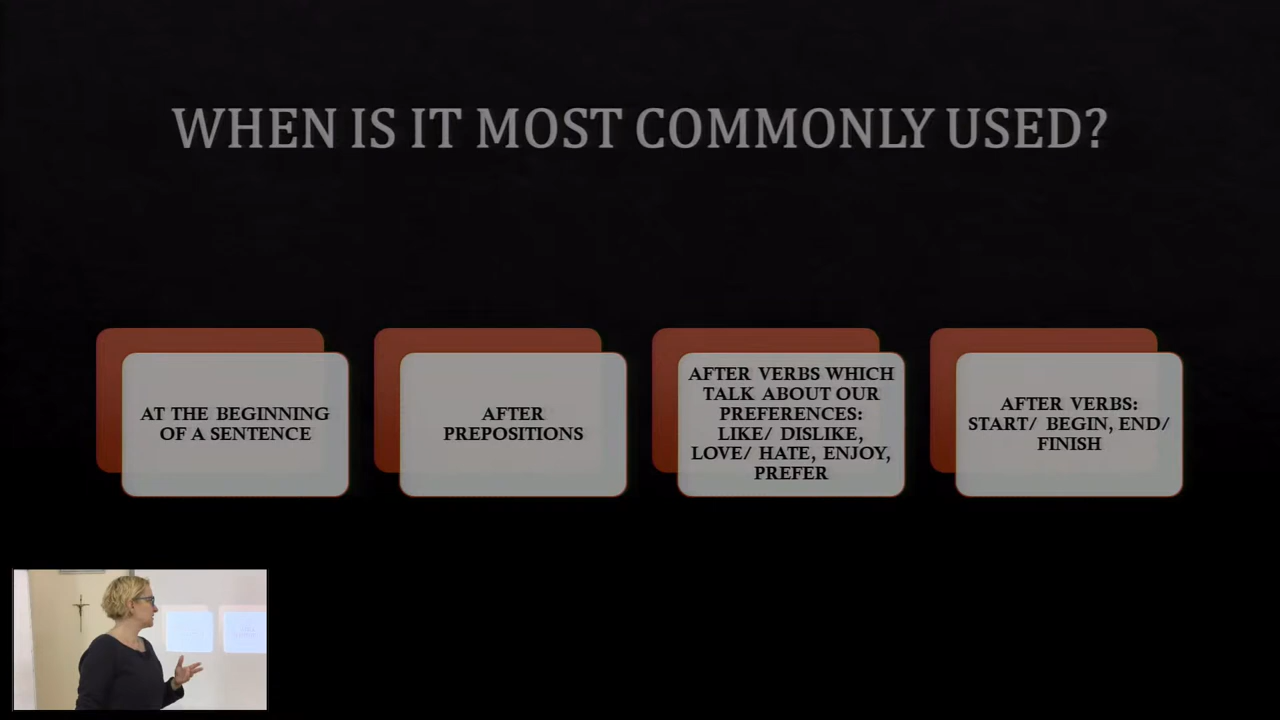 WHEN IS IT MOST COMMONLY USED?
AT THE BEGINNING
OF A SENTENCE
AFTER
PREPOSITIONS
AFTER VERBS WHICH
TALK ABOUT OUR
PREFERENCES:
LIKE/ DISLIKE,
LOVE/ HATE, ENJOY,
PREFER
AFTER VERBS:
START/ BEGIN, END/
FINISH